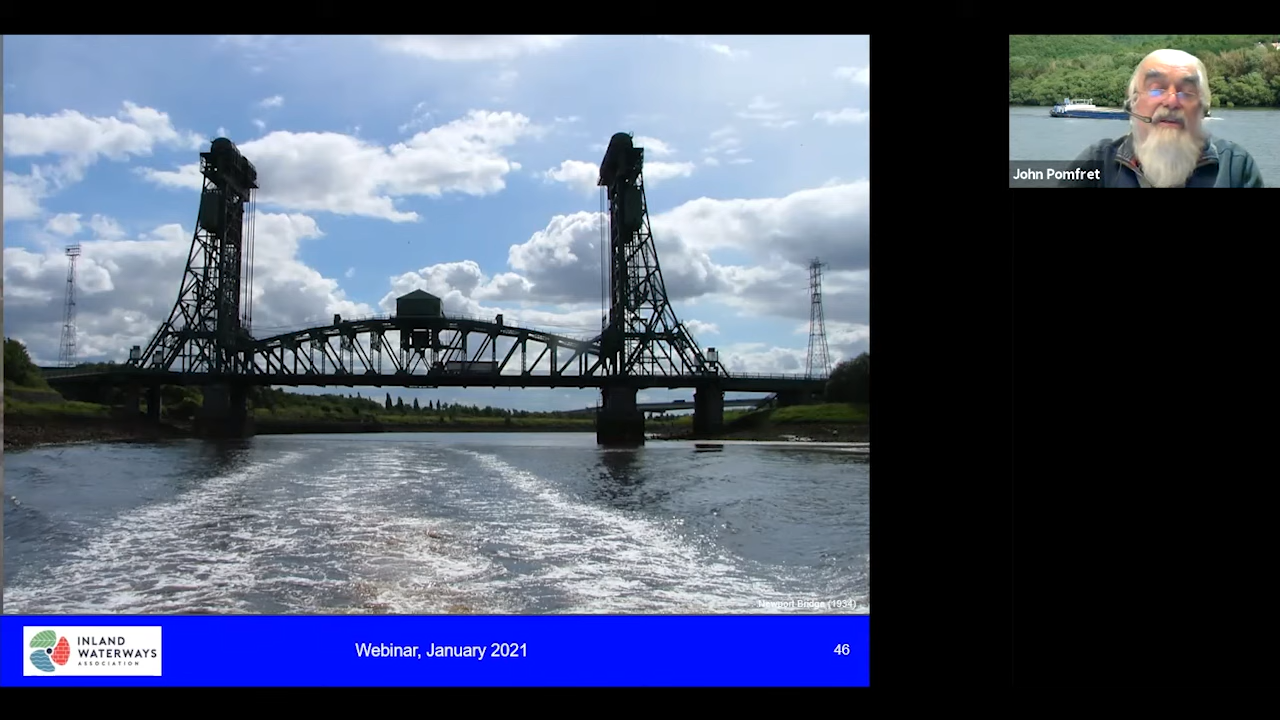 John Pomfret
Newport Bridge (1934)
INLAND
WATERWAYS
ASSOCIATION
Webinar, January 2021
46